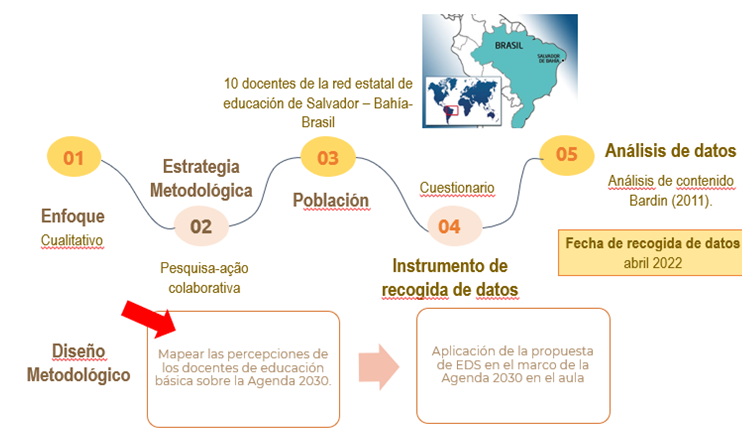 BRASIL
SALVADOR
DE BAHÍA
10 docentes de la red estatal de
educación de Salvador – Bahía-
Brasil
01
Enfoque
Cualitativo
Estrategia
Metodológica
02
Pesquisa-ação
colaborativa
03
Población
Cuestionario
04
Instrumento de
recogida de datos
05
Análisis de datos
Análisis de contenido
Bardin (2011).
Fecha de recogida de datos
abril 2022
Diseño
Metodológico
Mapear las percepciones de
los docentes de educación
básica sobre la Agenda 2030.
Aplicación de la propuesta
de EDS en el marco de la
Agenda 2030 en el aula